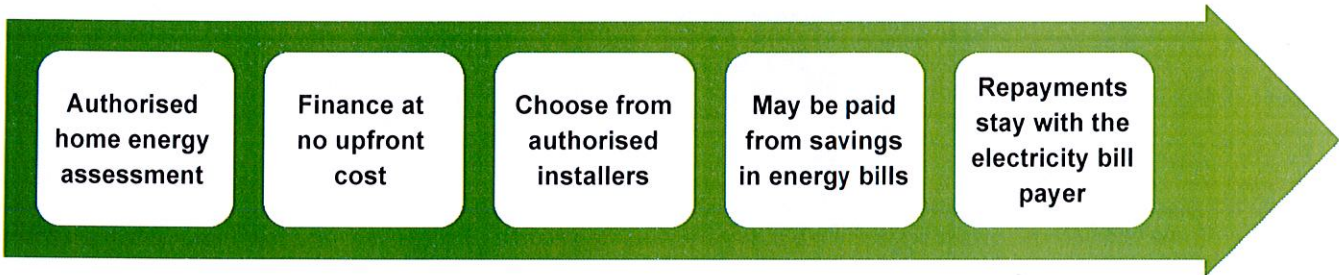 Authorised
home energy
assessment
Finance at
no upfront
cost
Choose from
authorised
installers
May be paid
from savings
in energy bills
Repayments
stay with the
electricity bill
payer